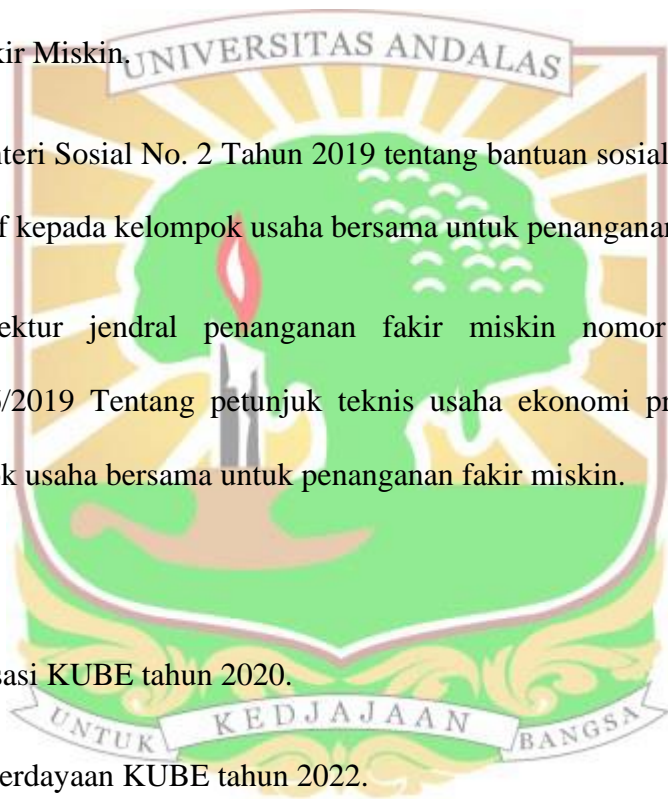 kir Miskin.
UNIVERSITAS ANDALAS
nteri Sosial No. 2 Tahun 2019 tentang bantuan sosial
f kepada kelompok usaha bersama untuk penanganan
ektur jendral penanganan fakir miskin nomor
/2019 Tentang petunjuk teknis usaha ekonomi pr
k usaha bersama untuk penanganan fakir miskin.
sasi KUBE tahun 2020.
UNTUK KEDJAJAAN BANGSA
erdayaan KUBE tahun 2022.